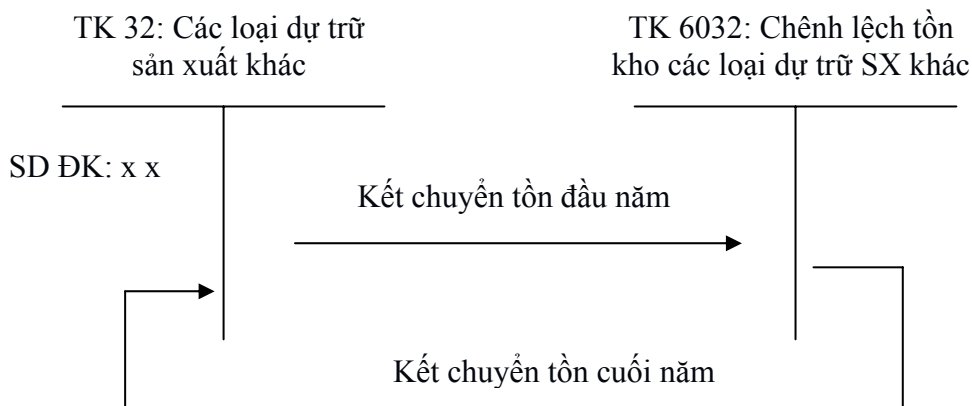 TK 32: Các loại dự trữ
sản xuất khác
TK 6032: Chênh lệch tồn
kho các loại dự trữ SX khác
SD ĐK: x x
Kết chuyển tồn đầu năm
Kết chuyển tồn cuối năm